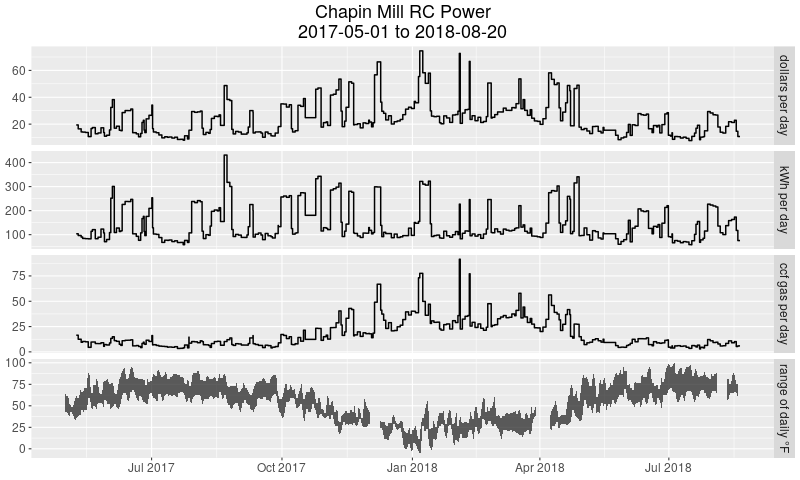 Chapin Mill RC Power
2017-05-01 to 2018-08-20
60
40
20
dollars per day
400
300
200
100
kWh per day
75
50
25
0
ccf gas per day
100
75
50
25
0
range of daily °F
Jul 2017 Oct 2017 Jan 2018 Apr 2018 Jul 2018